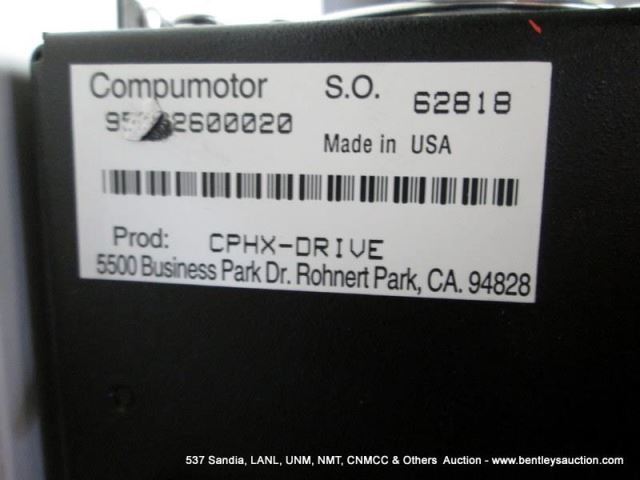 Compumotor S.O. 62818
Made in USA
Prod: CPHX-DRIVE
5500 Business Park Dr. Rohnert Park, CA. 94828
537 Sandia, LANL, UNM, NMT, CNMCC & Others Auction - www.bentleysauction.com